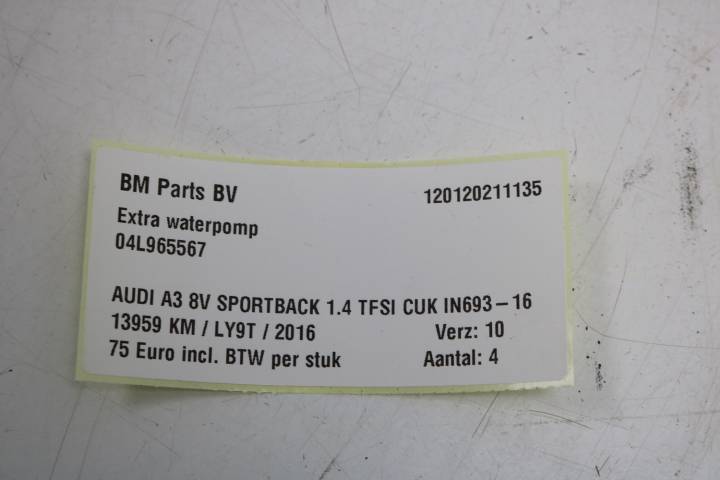 BM Parts BV 120120211135
Extra waterpomp
04L965567
AUDI A3 8V SPORTBACK 1.4 TFSI CUK IN693-16
13959 KM / LY9T / 2016 Verz: 10
75 Euro incl. BTW per stuk Aantal: 4